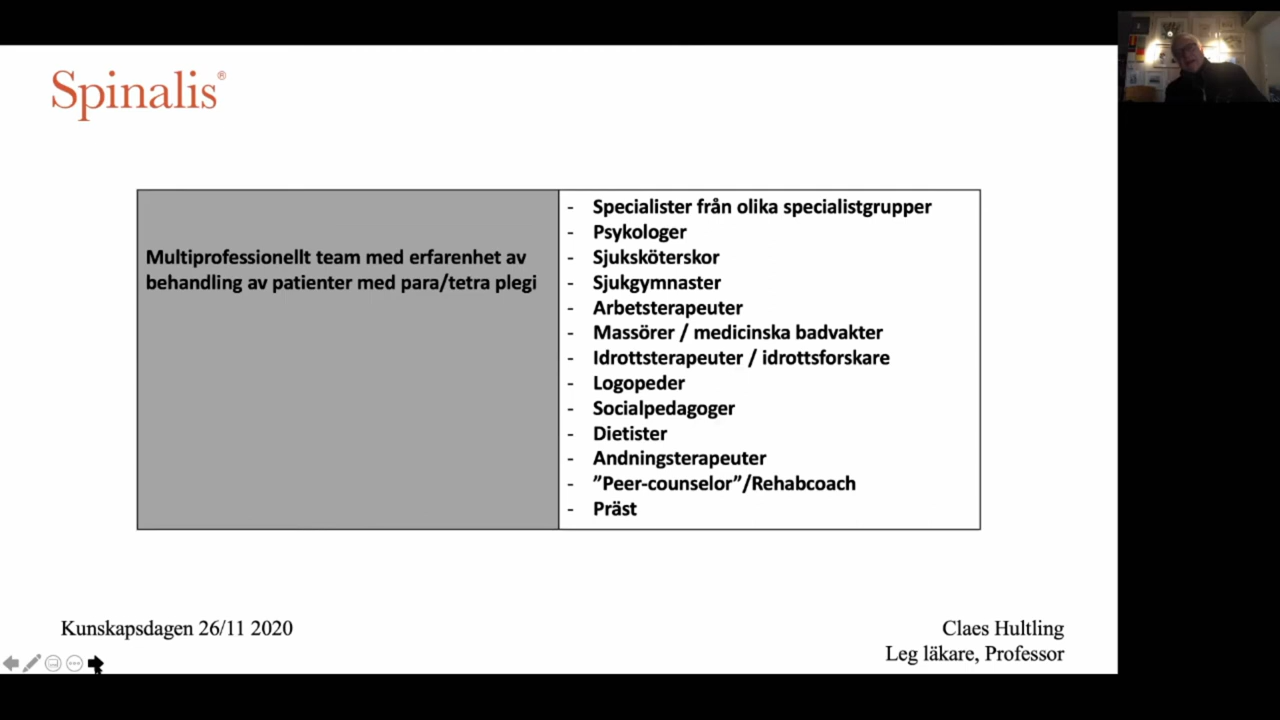 Spinalis®
Multiprofessionellt team med erfarenhet av
behandling av patienter med para/tetra plegi
- Specialister från olika specialistgrupper
- Psykologer
- Sjuksköterskor
- Sjukgymnaster
- Arbetsterapeuter
- Massörer / medicinska badvakter
- Idrottsterapeuter / idrottsforskare
- Logopeder
- Socialpedagoger
- Dietister
- Andningsterapeuter
- ”Peer-counselor”/Rehabcoach
- Präst
Kunskapsdagen 26/11 2020
Claes Hultling
Leg läkare, Professor